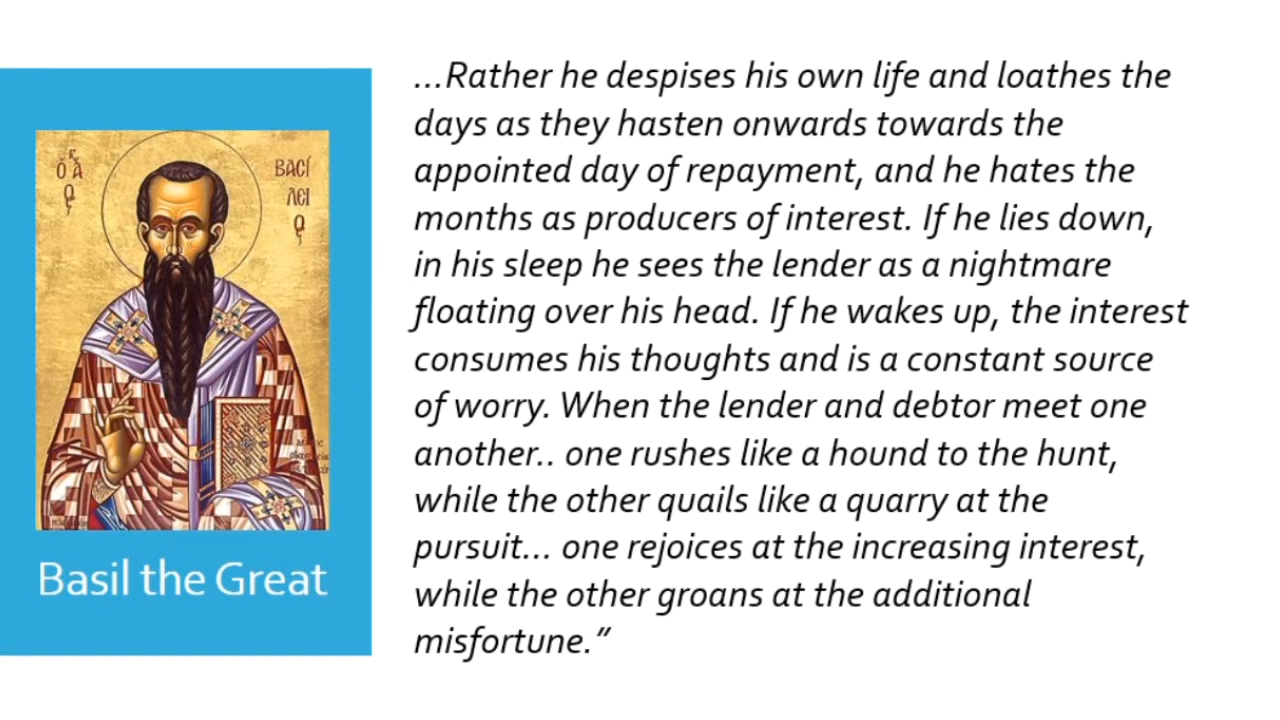 ...Rather he despises his own life and loathes the
days as they hasten onwards towards the
appointed day of repayment, and he hates the
months as producers of interest. If he lies down,
in his sleep he sees the lender as a nightmare
floating over his head. If he wakes up, the interest
consumes his thoughts and is a constant source
of worry. When the lender and debtor meet one
another.. one rushes like a hound to the hunt,
while the other quails like a quarry at the
pursuit... one rejoices at the increasing interest,
while the other groans at the additional
misfortune.”
ΒΑCΊ
ΛΕΙ
Basil the Great